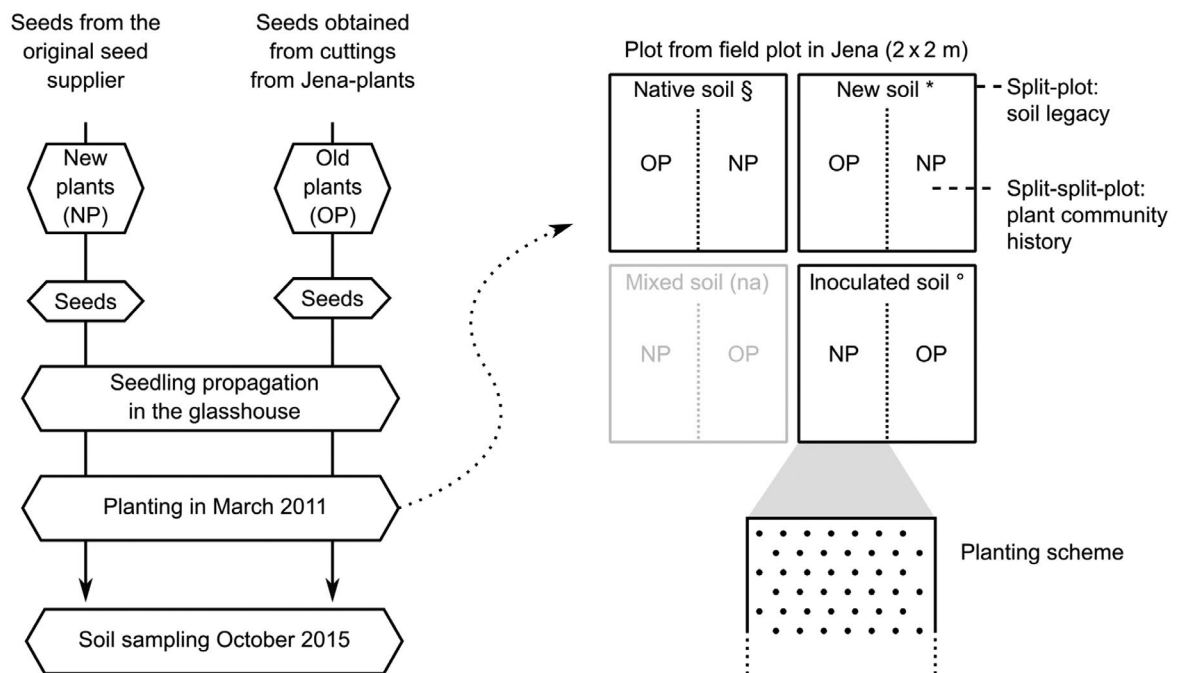 Seeds from the
original seed
supplier
Seeds obtained
from cuttings
from Jena-plants
New
plants
(NP)
Old
plants
(OP)
Seeds
Seeds
Seedling propagation
in the glasshouse
Planting in March 2011
Soil sampling October 2015
Plot from field plot in Jena (2 x 2 m)
Native soil §
OP
NP
New soil *
OP
NP
Split-plot:
soil legacy
Split-split-plot:
plant community
history
Mixed soil (na)
NP
OP
Inoculated soil °
NP
OP
Planting scheme